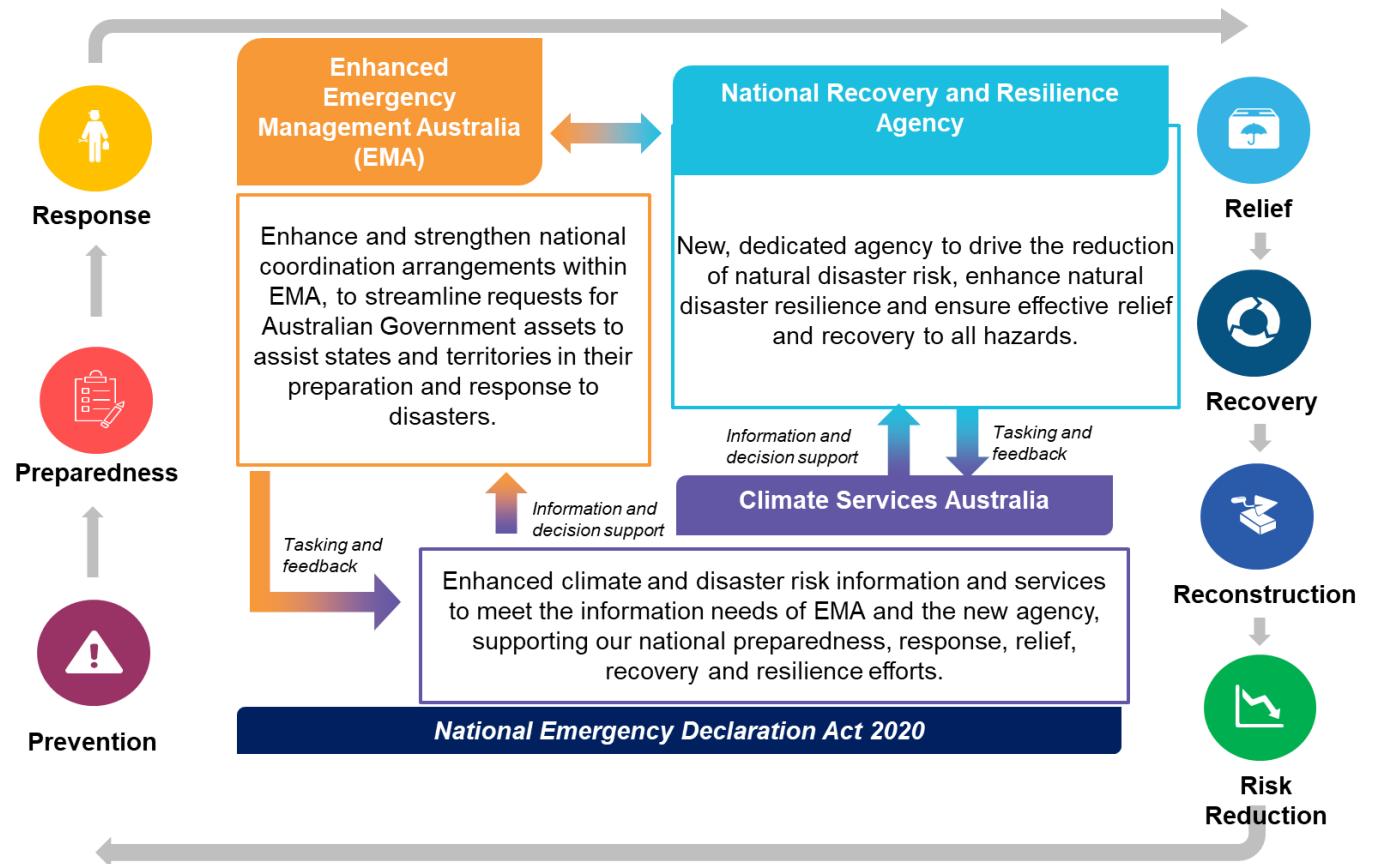 Enhanced
Emergency
Management Australia
(EMA)
National Recovery and Resilience
Agency
Response
Relief
Enhance and strengthen national
coordination arrangements within
EMA, to streamline requests for
Australian Government assets to
assist states and territories in their
preparation and response to
disasters.
New, dedicated agency to drive the reduction
of natural disaster risk, enhance natural
disaster resilience and ensure effective relief
and recovery to all hazards.
Preparedness
Recovery
Information and
decision support
Tasking and
feedback
Climate Services Australia
Information and
decision support
Tasking and
feedback
Enhanced climate and disaster risk information and services
to meet the information needs of EMA and the new agency,
supporting our national preparedness, response, relief,
recovery and resilience efforts.
Reconstruction
Prevention
National Emergency Declaration Act 2020
Risk
Reduction